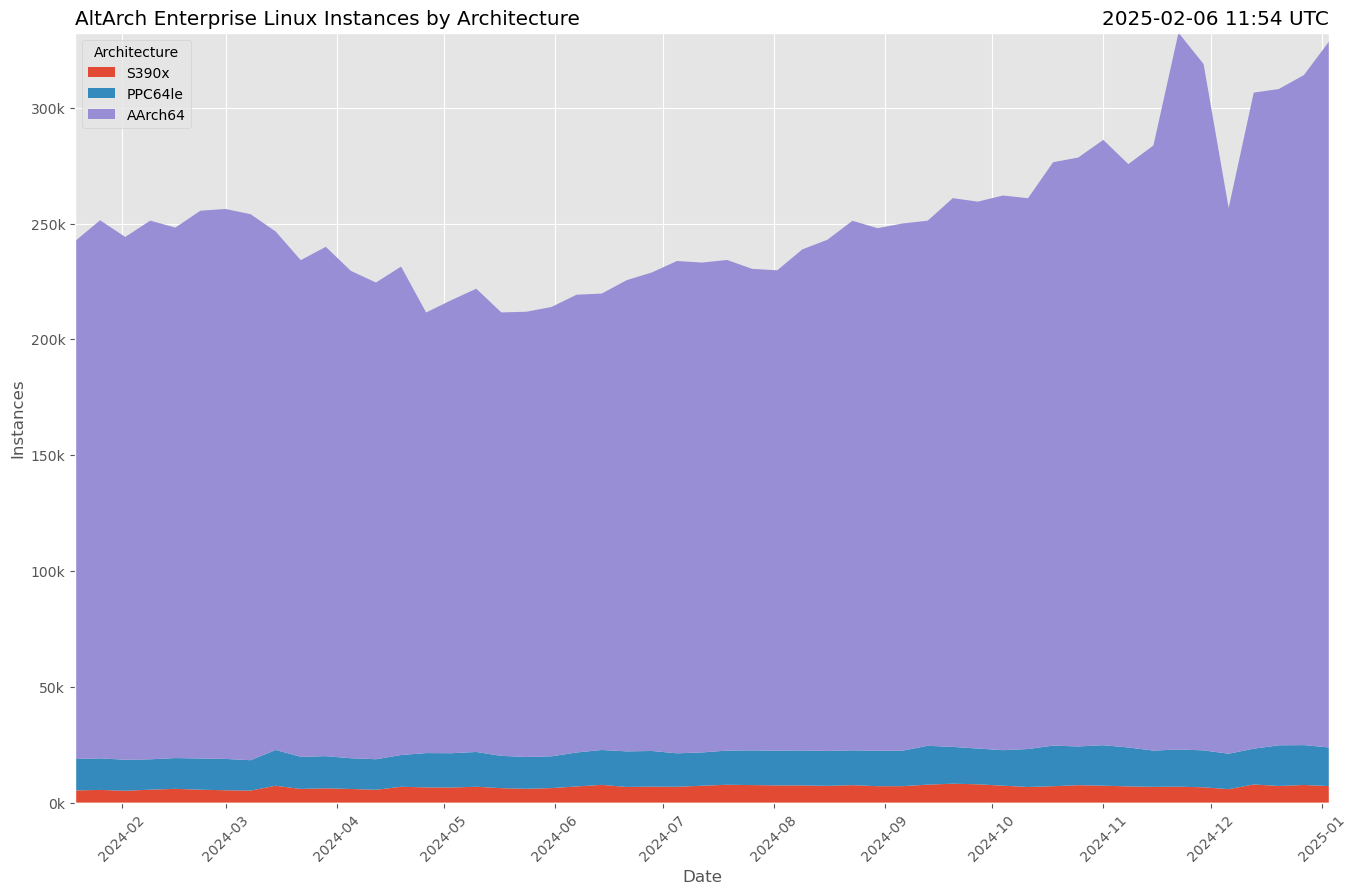 AltArch Enterprise Linux Instances by Architecture
2025-02-06 11:54 UTC
Architecture
S390x
PPC64le
AArch64
300k
250k
200k
150k
100k
50k
0k
Instances
2024-02
2024-03
2024-04
2024-05
2024-06
2024-07
2024-08
2024-09
2024-10
2024-11
2024-12
2025-01
Date